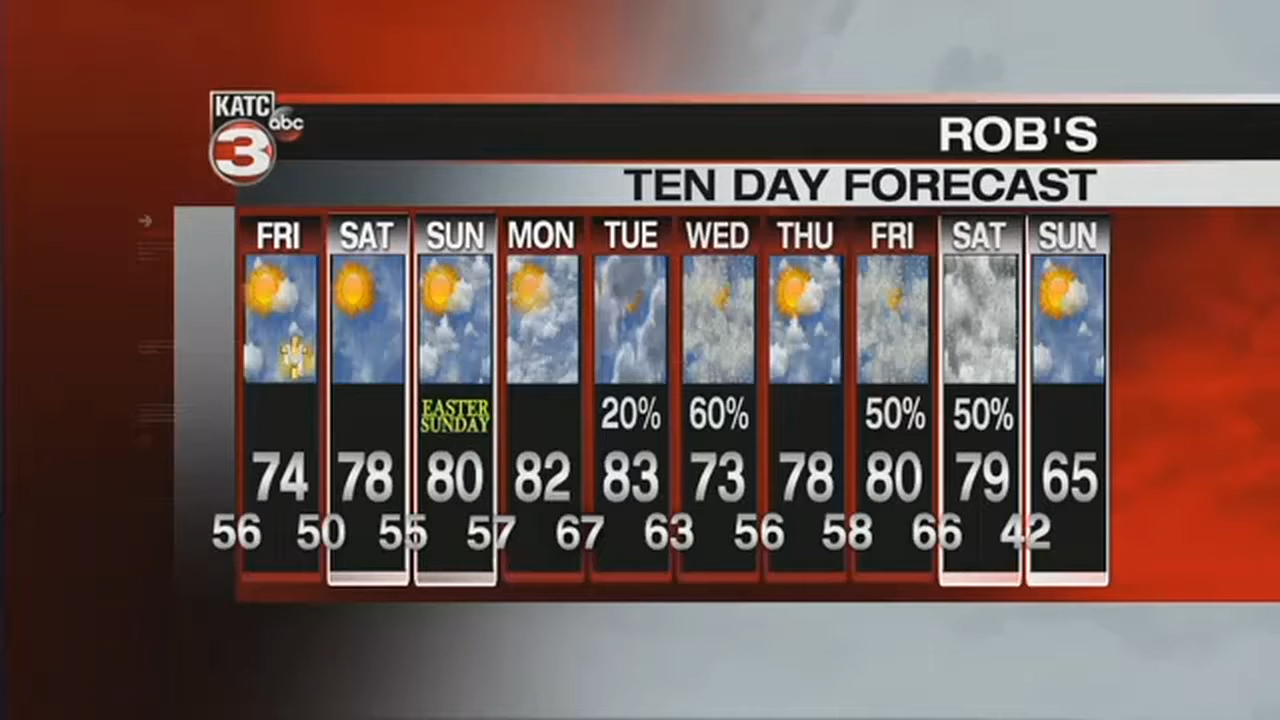 KATC
abc
3
ROB'S
TEN DAY FORECAST
FRI SAT SUN MON TUE WED THU FRI SAT SUN
EASTER
SUNDAY
20% 60% 50% 50%
74 78 80 82 83 73 78 80 79 65
56 50 55 57 67 63 56 58 66 42